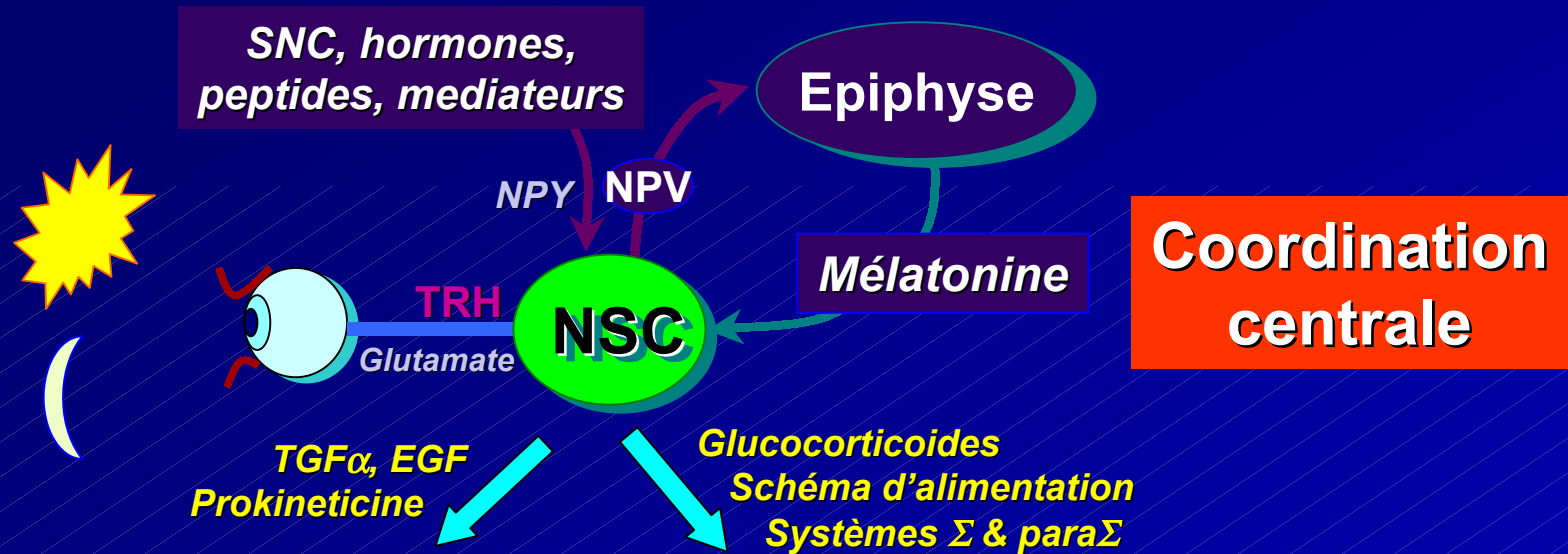 SNC, hormones,
peptides, mediateurs
Epiphyse
NPY
NPV
Mélatonine
Coordination
centrale
TRH
Glutamate
NSC
TGFα, EGF
Prokineticine
Glucocorticoides
Schéma d'alimentation
Systèmes Σ & paraΣ